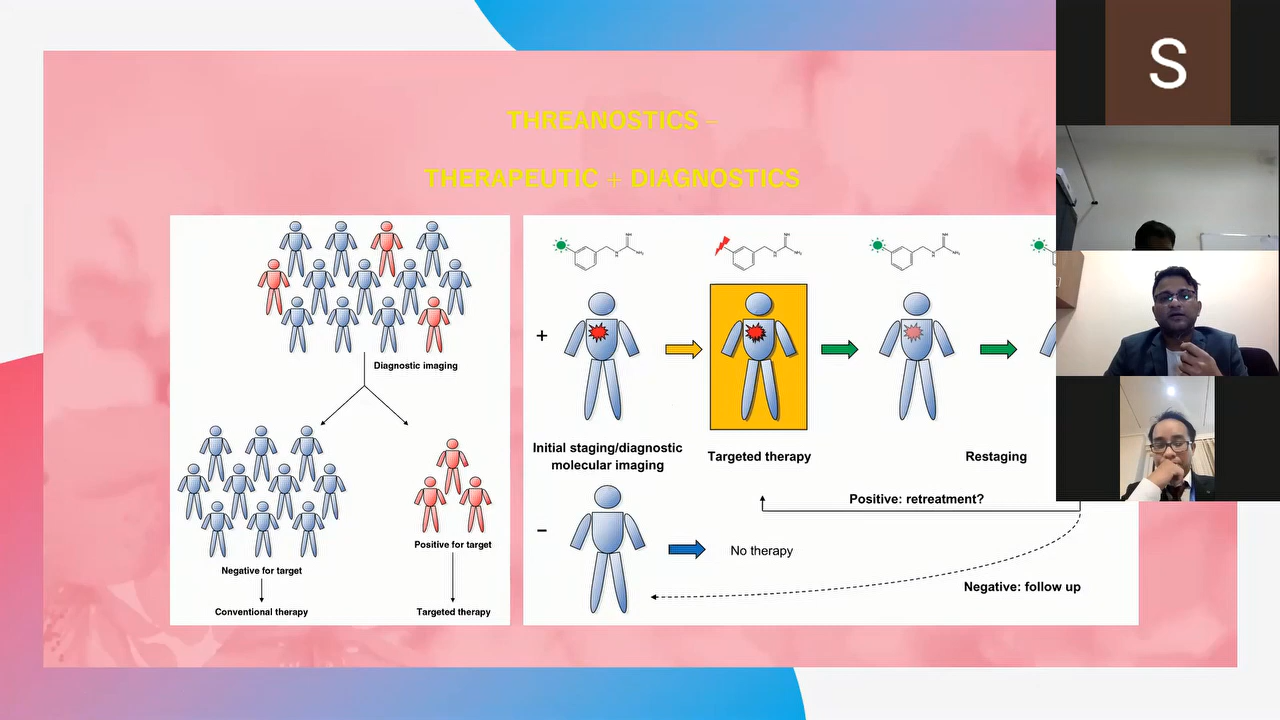 THREANOSTICS –
THERAPEUTIC + DIAGNOSTICS
Diagnostic imaging
Negative for target
Conventional therapy
Positive for target
Targeted therapy
+
Initial staging/diagnostic
molecular imaging
Targeted therapy
Restaging
Positive: retreatment?
–
No therapy
Negative: follow up
S